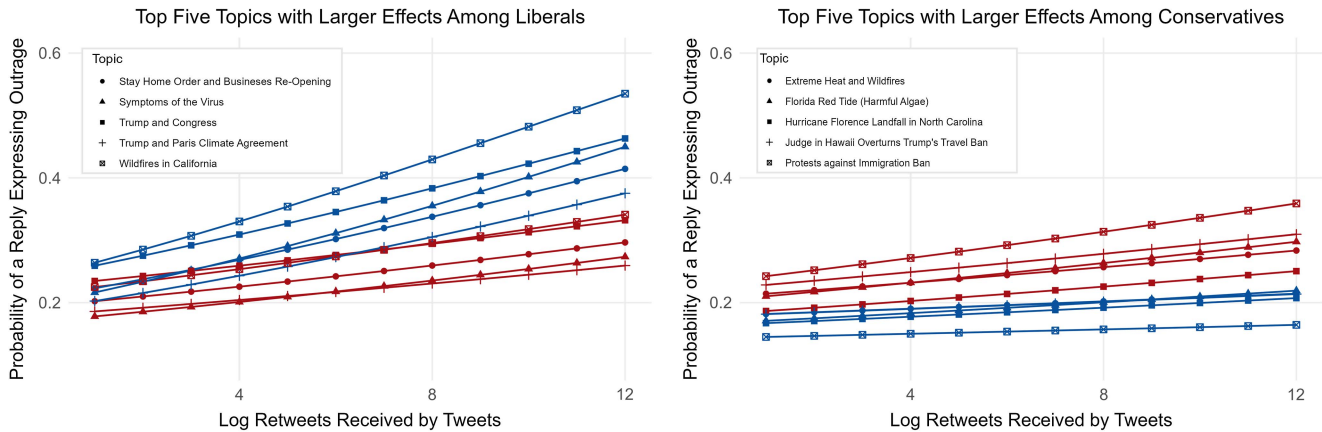 Top Five Topics with Larger Effects Among Liberals
Probability of a Reply Expressing Outrage
0.6
0.4
0.2
Topic
Stay Home Order and Busineses Re-Opening
Symptoms of the Virus
Trump and Congress
Trump and Paris Climate Agreement
Wildfires in California
4
8
12
Log Retweets Received by Tweets
Top Five Topics with Larger Effects Among Conservatives
Probability of a Reply Expressing Outrage
0.6
0.4
0.2
Topic
Extreme Heat and Wildfires
Florida Red Tide (Harmful Algae)
Hurricane Florence Landfall in North Carolina
Judge in Hawaii Overturns Trump's Travel Ban
Protests against Immigration Ban
4
8
12
Log Retweets Received by Tweets